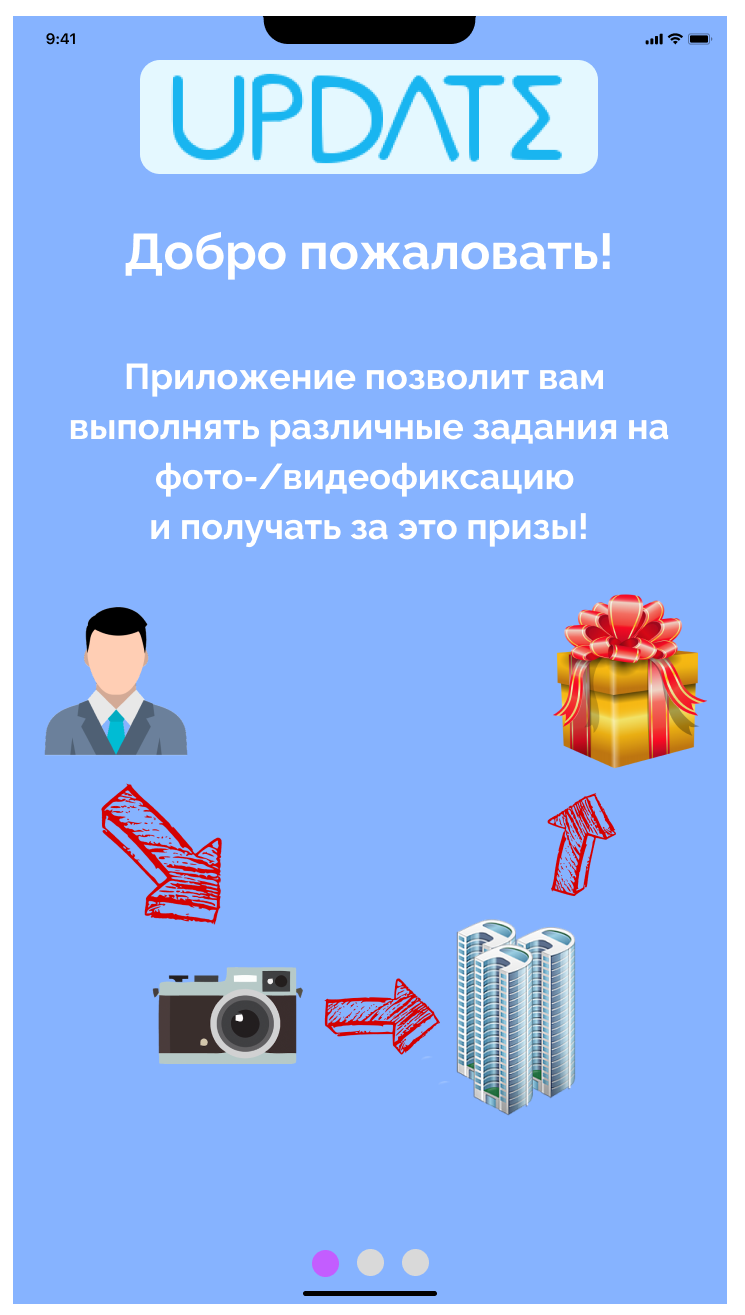 9:41
UPDATE
Добро пожаловать!
Приложение позволит вам
выполнять различные задания на
фото-/видеофиксацию
и получать за это призы!